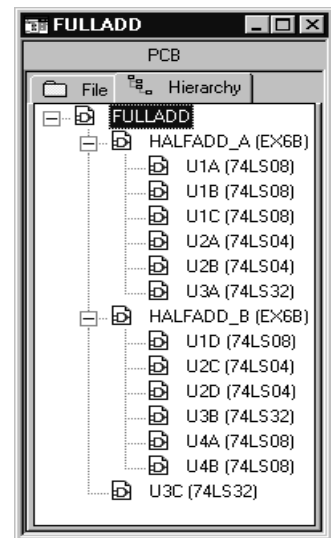 FULLADD
PCB
File Hierarchy
FULLADD
HALFADD_A (EX6B)
U1A (74LS08)
U1B (74LS08)
U1C (74LS08)
U2A (74LS04)
U2B (74LS04)
U3A (74LS32)
HALFADD_B (EX6B)
U1D (74LS08)
U2C (74LS04)
U2D (74LS04)
U3B (74LS32)
U4A (74LS08)
U4B (74LS08)
U3C (74LS32)